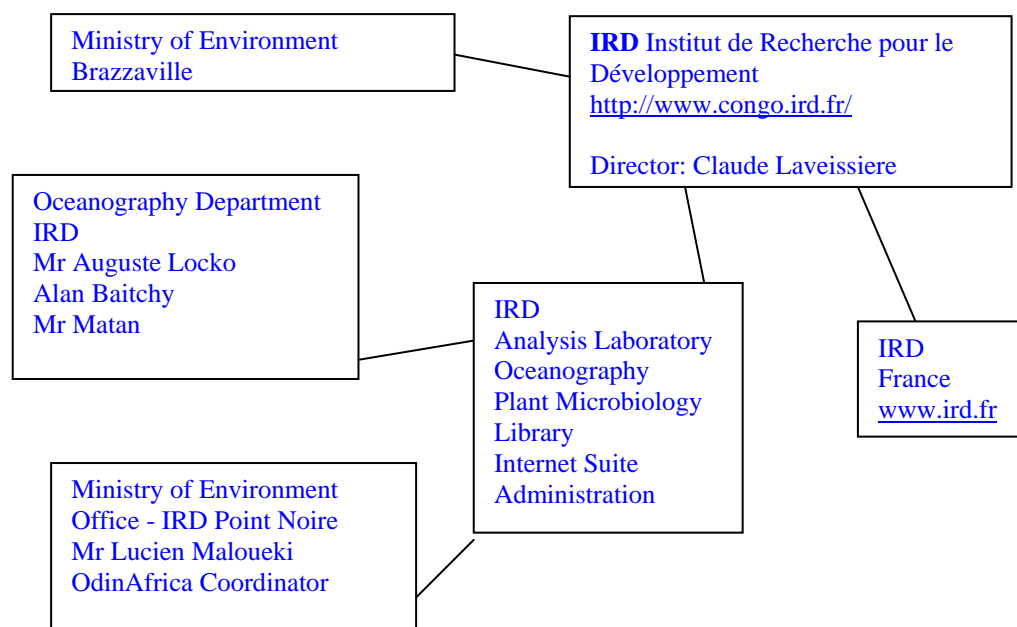 Ministry of Environment
Brazzaville
IRD Institut de Recherche pour le
Développement
http://www.congo.ird.fr/
Director: Claude Laveissiere
Oceanography Department
IRD
Mr Auguste Locko
Alan Baitchy
Mr Matan
IRD
Analysis Laboratory
Oceanography
Plant Microbiology
Library
Internet Suite
Administration
IRD
France
www.ird.fr
Ministry of Environment
Office - IRD Point Noire
Mr Lucien Maloueki
OdinAfrica Coordinator